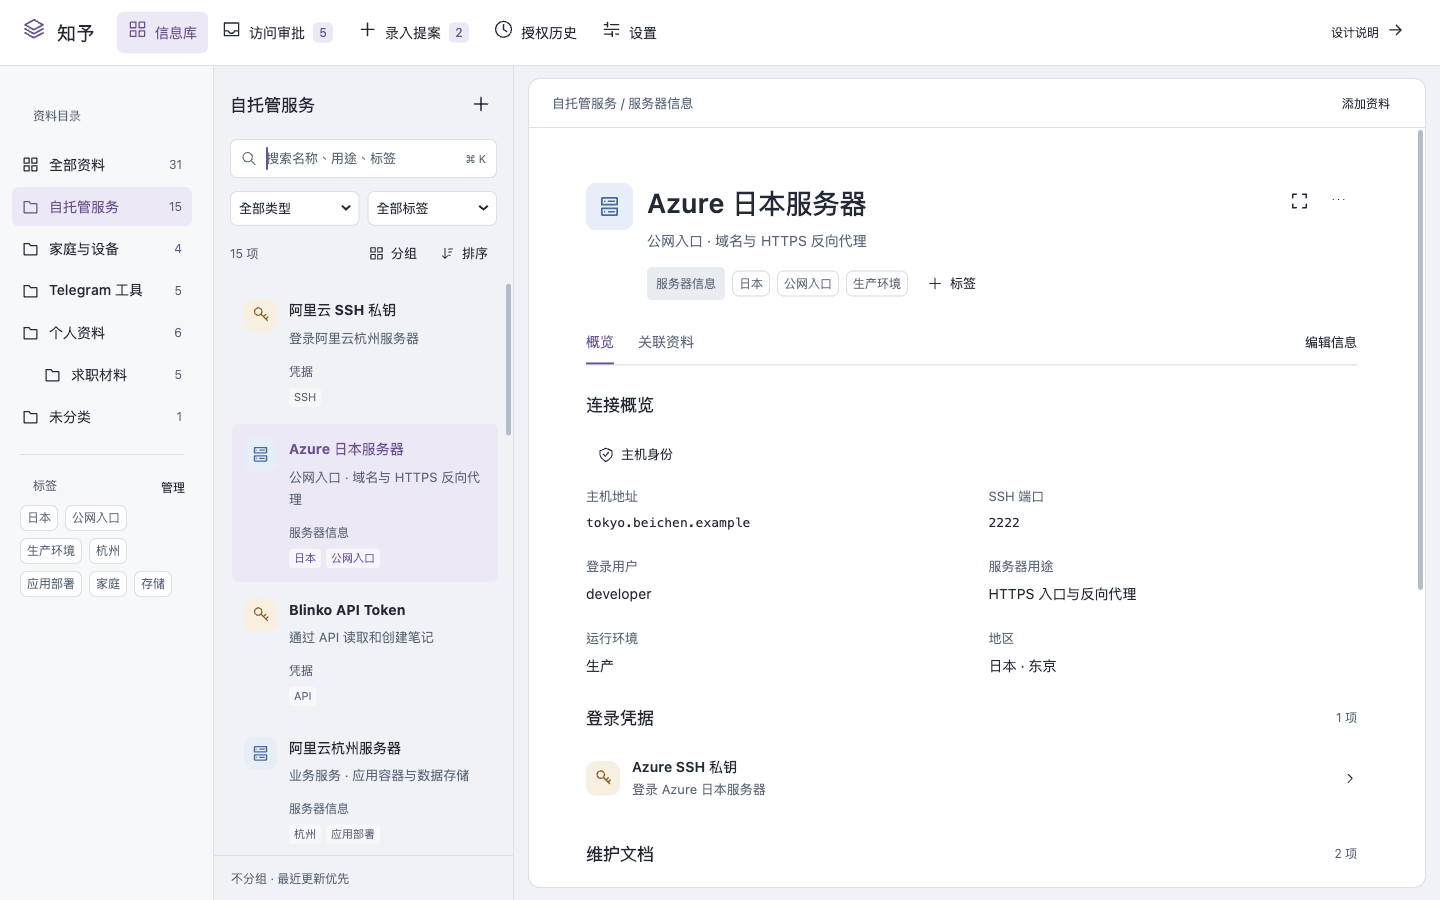 知予
信息库
访问审批 5
录入提案 2
授权历史
设置
设计说明
资料目录
全部资料 31
自托管服务 15
家庭与设备 4
Telegram 工具 5
个人资料 6
求职材料 5
未分类 1
标签 管理
日本 公网入口
生产环境 杭州
应用部署 家庭 存储
自托管服务
搜索名称、用途、标签 ⌘ K
全部类型 全部标签
15 项 分组 排序
阿里云 SSH 私钥
登录阿里云杭州服务器
凭据
SSH
Azure 日本服务器
公网入口 · 域名与 HTTPS 反向代
理
服务器信息
日本 公网入口
Blinko API Token
通过 API 读取和创建笔记
凭据
API
阿里云杭州服务器
业务服务 · 应用容器与数据存储
服务器信息
杭州 应用部署
不分组 · 最近更新优先
自托管服务 / 服务器信息 添加资料
Azure 日本服务器
公网入口 · 域名与 HTTPS 反向代理
服务器信息 日本 公网入口 生产环境 标签
概览 关联资料 编辑信息
连接概览
主机身份
主机地址 SSH 端口
tokyo.beichen.example 2222
登录用户 服务器用途
developer HTTPS 入口与反向代理
运行环境 地区
生产 日本 · 东京
登录凭据 1 项
Azure SSH 私钥
登录 Azure 日本服务器
维护文档 2 项